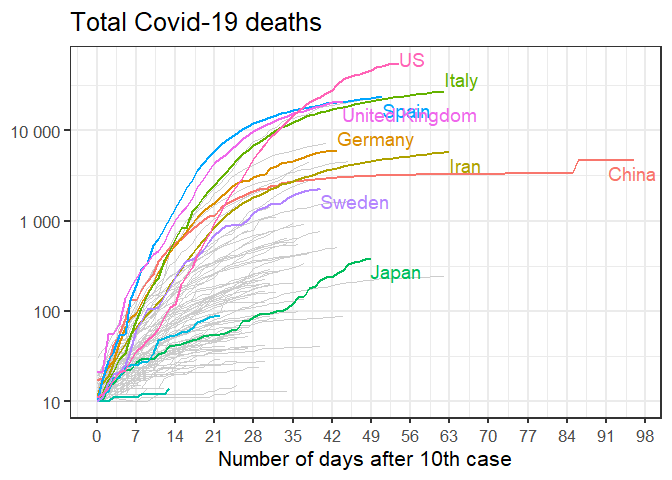 Total Covid-19 deaths
US
Italy
Spain
United Kingdom
10 000
Germany
Iran
China
Sweden
1 000
Japan
100
10
0 7 14 21 28 35 42 49 56 63 70 77 84 91 98
Number of days after 10th case